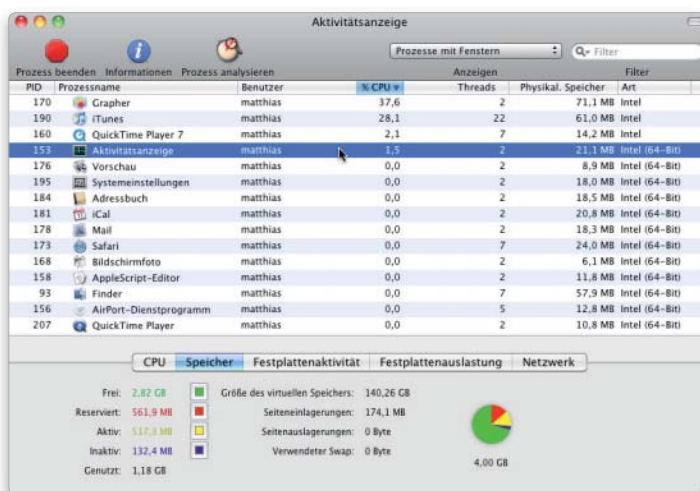 Aktivitätsanzeige
Prozesse mit Fenstern Filter
Prozess beenden Informationen Prozess analysieren Anzeigen Filter
PID Prozessname Benutzer % CPU Threads Physikal. Speicher Art
170 Grapher matthias 37,6 2 71,1 MB Intel
190 iTunes matthias 28,1 22 61,0 MB Intel
160 QuickTime Player 7 matthias 2,1 7 14,2 MB Intel
153 Aktivitätsanzeige matthias 1,5 2 21,1 MB Intel (64-Bit)
176 Vorschau matthias 0,0 2 8,9 MB Intel (64-Bit)
195 Systemeinstellungen matthias 0,0 2 18,0 MB Intel (64-Bit)
184 Adressbuch matthias 0,0 2 18,5 MB Intel (64-Bit)
181 iCal matthias 0,0 2 20,8 MB Intel (64-Bit)
178 Mail matthias 0,0 2 18,3 MB Intel (64-Bit)
173 Safari matthias 0,0 7 24,0 MB Intel (64-Bit)
168 Bildschirmfoto matthias 0,0 2 6,1 MB Intel (64-Bit)
158 AppleScript-Editor matthias 0,0 2 11,8 MB Intel (64-Bit)
93 Finder matthias 0,0 7 57,9 MB Intel (64-Bit)
156 AirPort-Dienstprogramm matthias 0,0 5 12,8 MB Intel (64-Bit)
207 QuickTime Player matthias 0,0 2 10,8 MB Intel (64-Bit)
CPU Speicher Festplattenaktivität Festplattenauslastung Netzwerk
Frei: 2,82 GB Größe des virtuellen Speichers: 140,26 GB
Reserviert: 561,9 MB Seiteneinlagerungen: 174,1 MB
Aktiv: 517,3 MB Seitenauslagerungen: 0 Byte
Inaktiv: 132,4 MB Verwendeter Swap: 0 Byte
Genutzt: 1,18 GB 4,00 GB